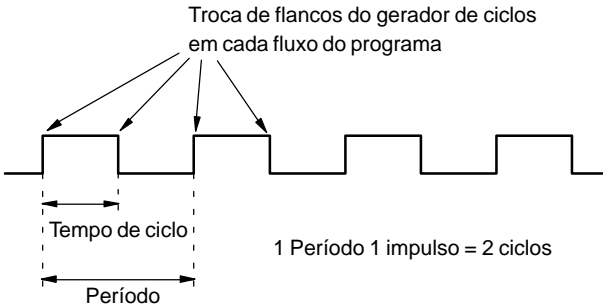 Troca de flancos do gerador de ciclos
em cada fluxo do programa
Tempo de ciclo
1 Período 1 impulso = 2 ciclos
Período